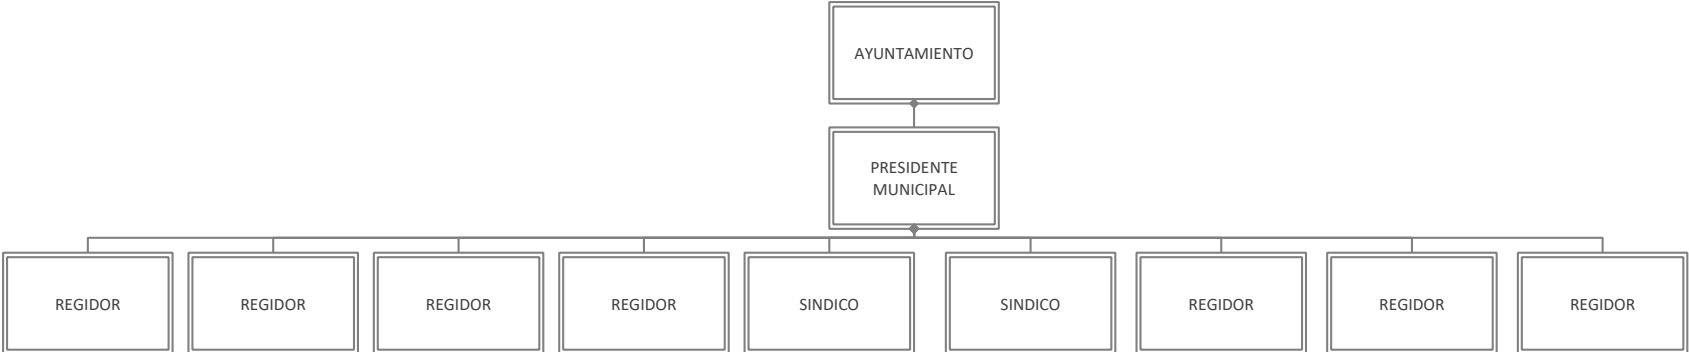 AYUNTAMIENTO
PRESIDENTE
MUNICIPAL
REGIDOR
REGIDOR
REGIDOR
REGIDOR
SINDICO
SINDICO
REGIDOR
REGIDOR
REGIDOR